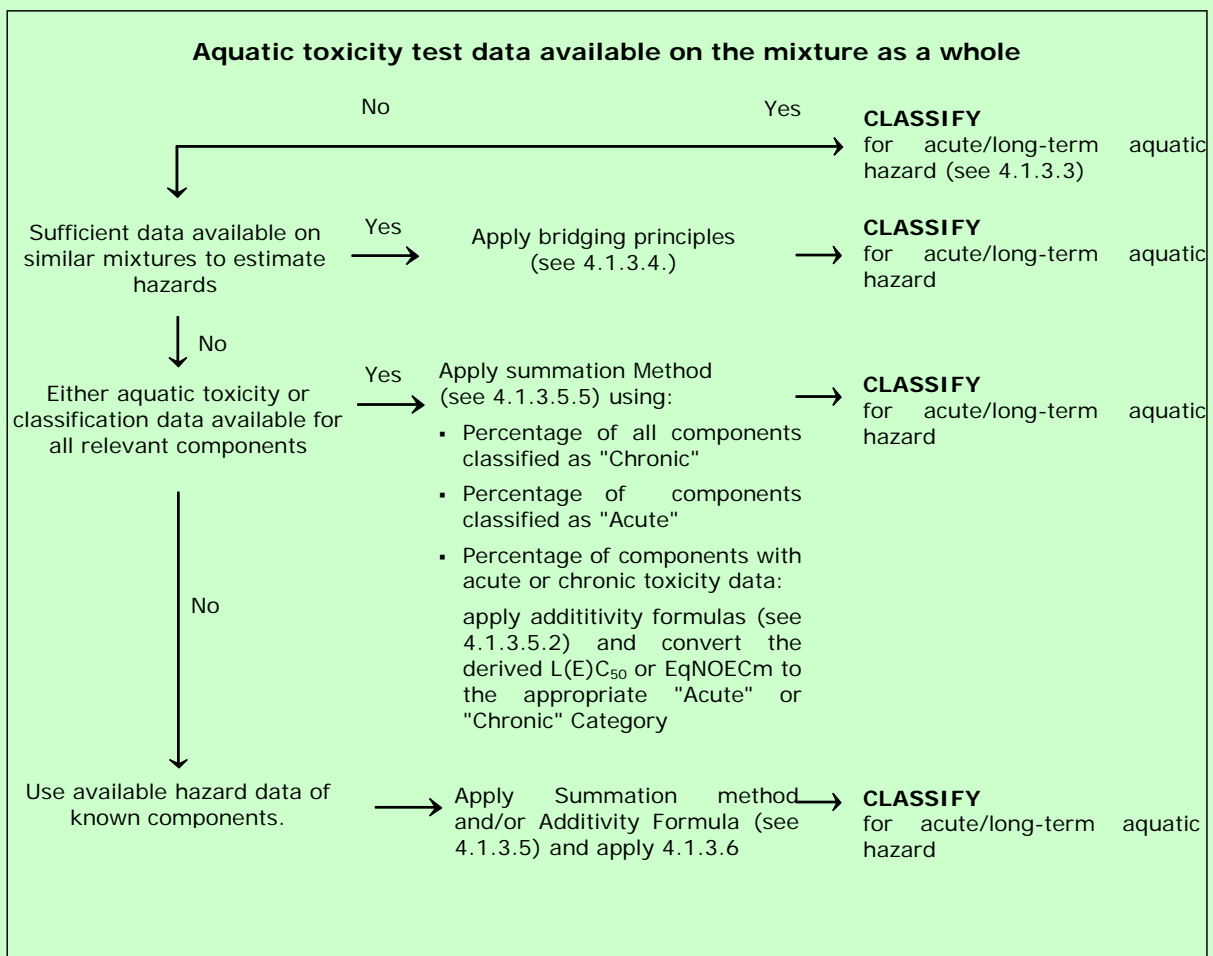 Aquatic toxicity test data available on the mixture as a whole
No
Yes
CLASSIFY
for acute/long-term aquatic
hazard (see 4.1.3.3)
Sufficient data available on
similar mixtures to estimate
hazards
Yes
Apply bridging principles
(see 4.1.3.4.)
CLASSIFY
for acute/long-term aquatic
hazard
No
Either aquatic toxicity or
classification data available for
all relevant components
Yes
Apply summation Method
(see 4.1.3.5.5) using:
▪ Percentage of all components
classified as "Chronic"
▪ Percentage of components
classified as "Acute"
▪ Percentage of components with
acute or chronic toxicity data:
apply addititivity formulas (see
4.1.3.5.2) and convert the
derived L(E)C₅₀ or EqNOECm to
the appropriate "Acute" or
"Chronic" Category
CLASSIFY
for acute/long-term aquatic
hazard
No
Use available hazard data of
known components.
Apply Summation method
and/or Additivity Formula (see
4.1.3.5) and apply 4.1.3.6
CLASSIFY
for acute/long-term aquatic
hazard